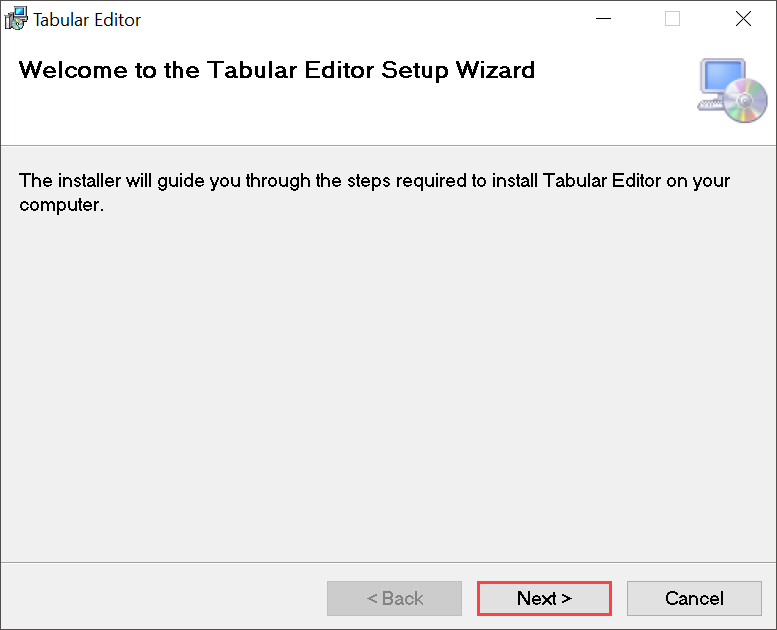 Tabular Editor
Welcome to the Tabular Editor Setup Wizard
The installer will guide you through the steps required to install Tabular Editor on your
computer.
< Back
Next >
Cancel